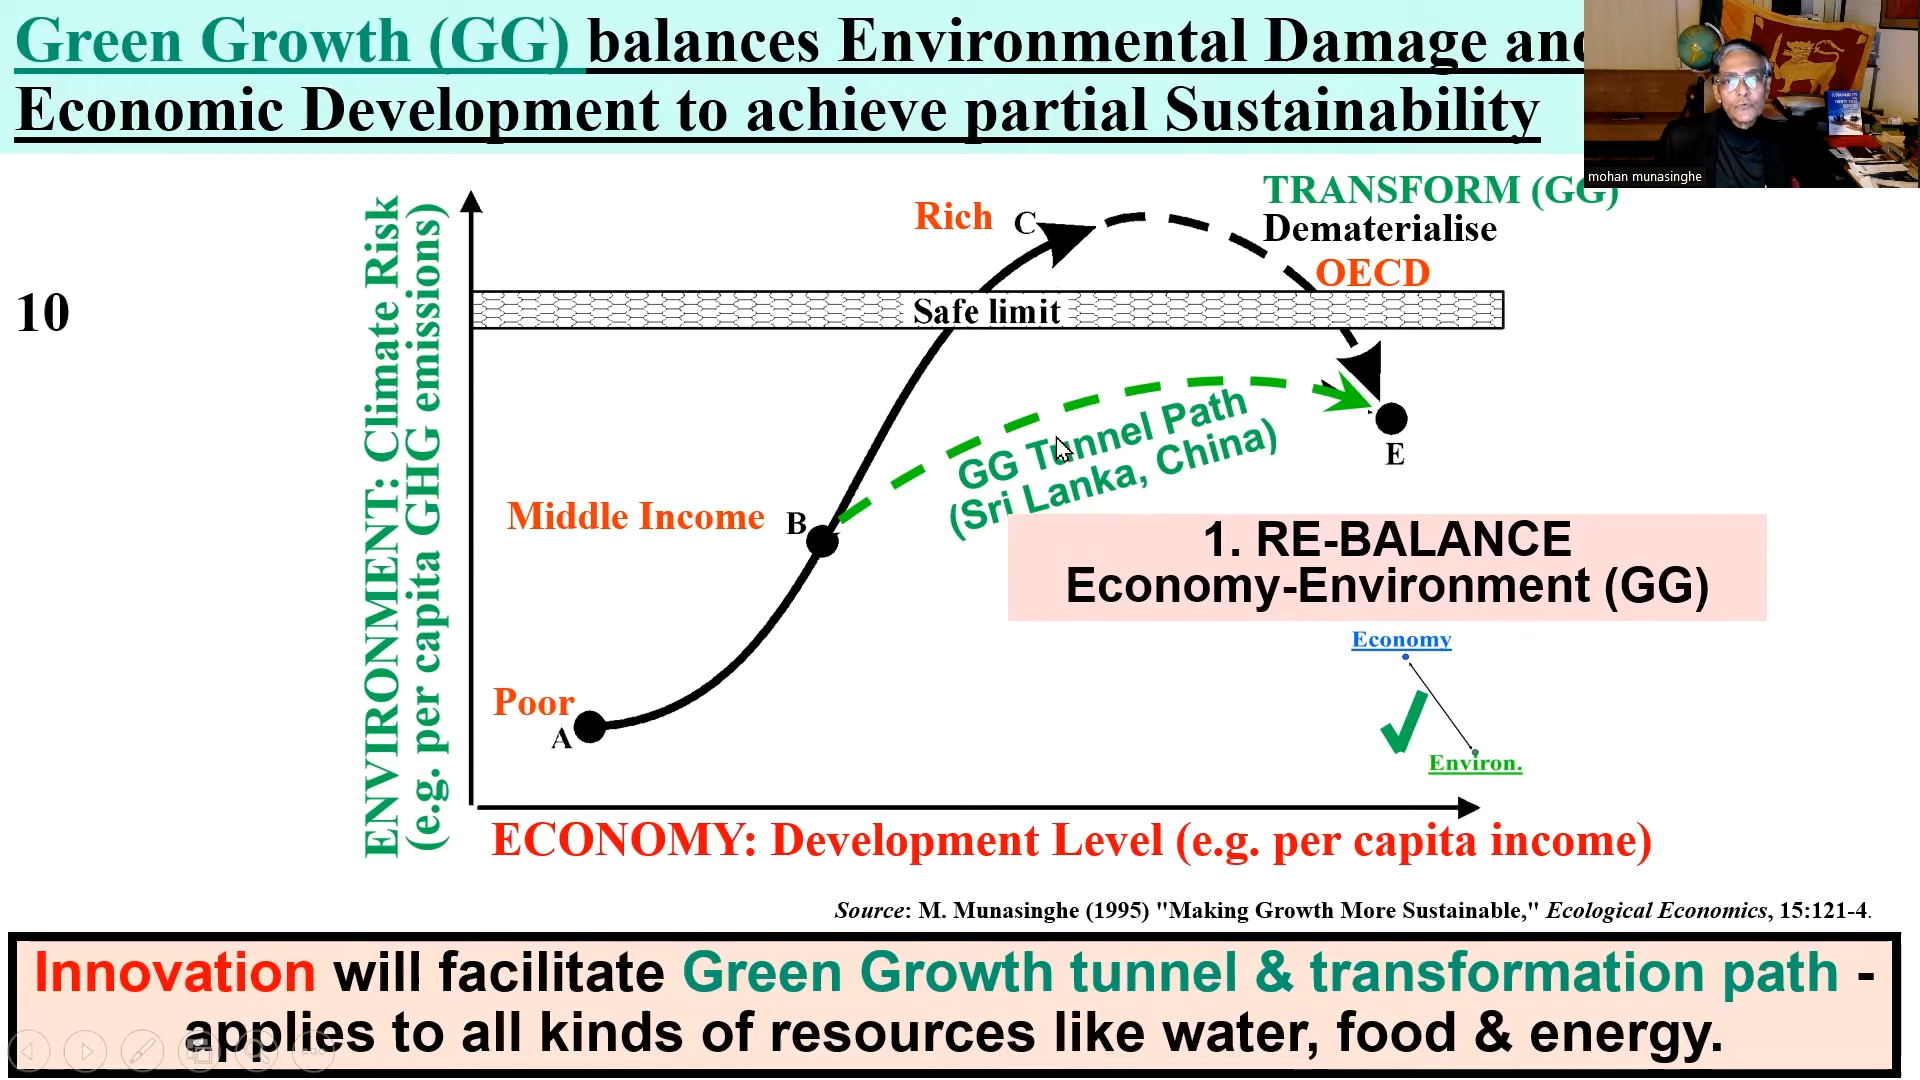 Green Growth (GG) balances Environmental Damage and
Economic Development to achieve partial Sustainability
mohan munasinghe
10
ENVIRONMENT: Climate Risk
(e.g. per capita GHG emissions)
Rich C
TRANSFORM (GG)
Dematerialise
OECD
Safe limit
GG Tunnel Path
(Sri Lanka, China)
E
Middle Income B
1. RE-BALANCE
Economy-Environment (GG)
Economy
Environ.
Poor
A
ECONOMY: Development Level (e.g. per capita income)
Source: M. Munasinghe (1995) "Making Growth More Sustainable," Ecological Economics, 15:121-4.
Innovation will facilitate Green Growth tunnel & transformation path -
applies to all kinds of resources like water, food & energy.